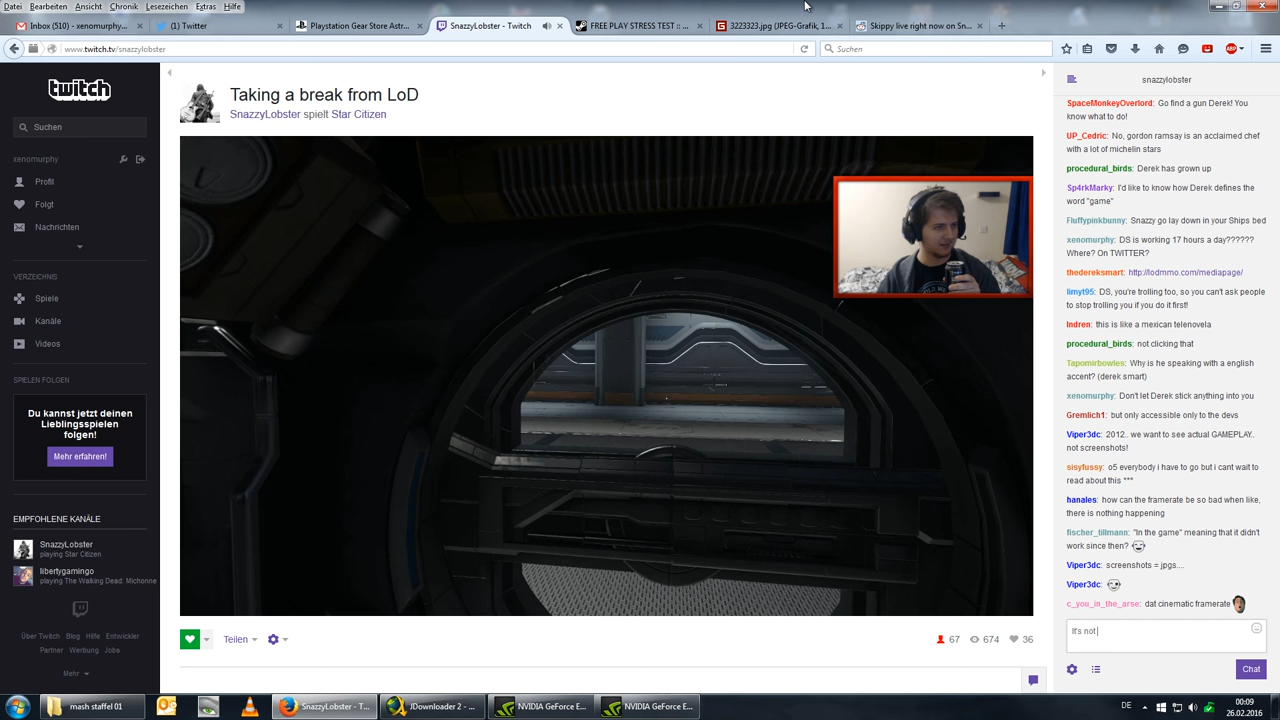 Datei Bearbeiten Ansicht Chronik Lesezeichen Extras Hilfe
Inbox (510) - xenomurphy...
(1) Twitter
Playstation Gear Store Astr...
SnazzyLobster - Twitch
FREE PLAY STRESS TEST :: ...
3223323.jpg (JPEG-Grafik, 1...
Skippy live right now on Sn...
www.twitch.tv/snazzylobster
Suchen
ABP
twitch
Suchen
xenomurphy
Profil
Folgt
Nachrichten
VERZEICHNIS
Spiele
Kanäle
Videos
SPIELEN FOLGEN
Du kannst jetzt deinen
Lieblingsspielen
folgen!
Mehr erfahren!
EMPFOHLENE KANÄLE
SnazzyLobster
playing Star Citizen
libertygamingo
playing The Walking Dead: Michonne
Über Twitch Blog Hilfe Entwickler
Partner Werbung Jobs
Mehr
Taking a break from LoD
SnazzyLobster spielt Star Citizen
Teilen
67 674 36
snazzylobster
SpaceMonkeyOverlord: Go find a gun Derek! You
know what to do!
UP_Cedric: No, gordon ramsay is an acclaimed chef
with a lot of michelin stars
procedural_birds: Derek has grown up
Sp4rkMarky: I'd like to know how Derek defines the
word "game"
Fluffypinkbunny: Snazzy go lay down in your Ships bed
xenomurphy: DS is working 17 hours a day??????
Where? On TWITTER?
thedereksmart: http://lodmmo.com/mediapage/
limyt95: DS, you're trolling too, so you can't ask people
to stop trolling you if you do it first!
Indren: this is like a mexican telenovela
procedural_birds: not clicking that
Tapomirbowles: Why is he speaking with a english
accent? (derek smart)
xenomurphy: Don't let Derek stick anything into you
Gremlich1: but only accessible only to the devs
Viper3dc: 2012.. we want to see actual GAMEPLAY..
not screenshots!
sisyfussy: o5 everybody i have to go but i cant wait to
read about this ***
hanales: how can the framerate be so bad when like,
there is nothing happening
fischer_tillmann: "In the game" meaning that it didn't
work since then?
Viper3dc: screenshots = jpgs....
Viper3dc:
c_you_in_the_arse: dat cinematic framerate
It's not
Chat
mash staffel 01
SnazzyLobster - T...
JDownloader 2 - ...
NVIDIA GeForce E...
NVIDIA GeForce E...
DE
00:09
26.02.2016